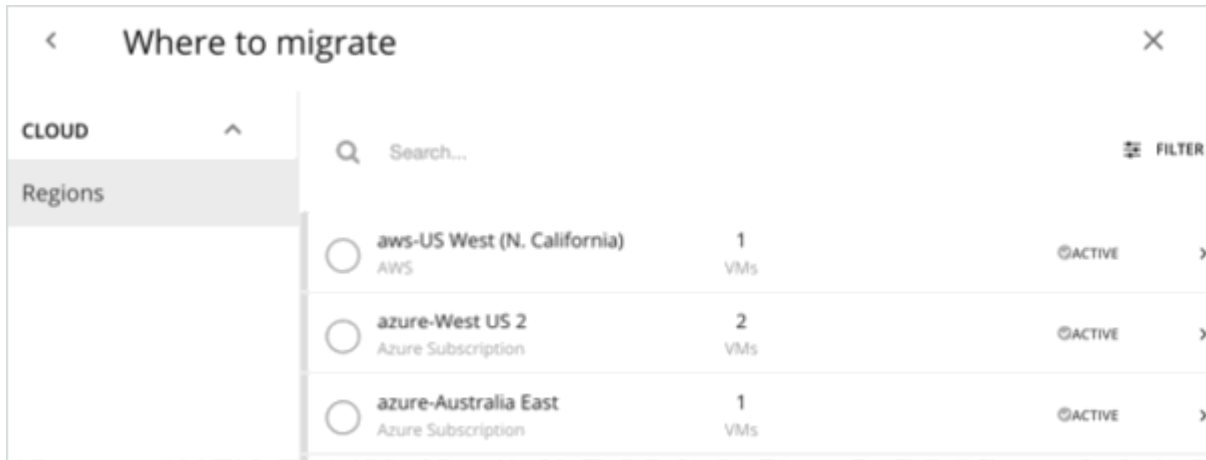 Where to migrate
CLOUD
Search...
FILTER
Regions
aws-US West (N. California) 1
AWS VMs
ACTIVE
azure-West US 2 2
Azure Subscription VMs
ACTIVE
azure-Australia East 1
Azure Subscription VMs
ACTIVE